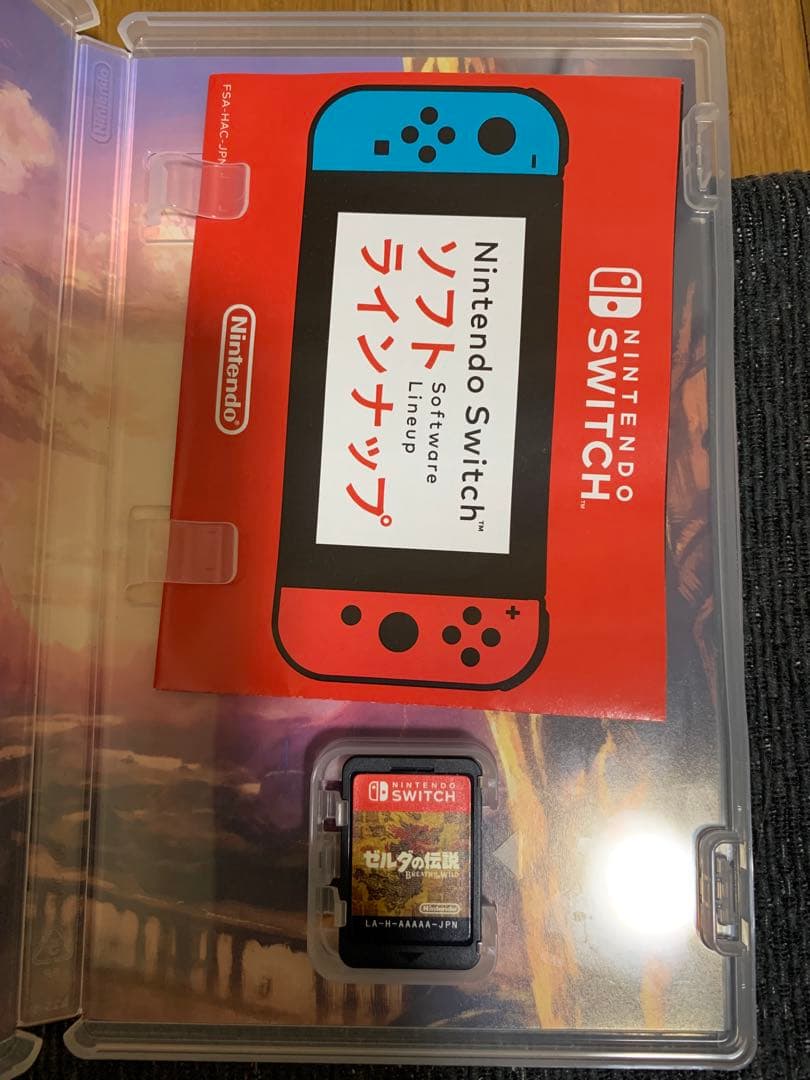 Nintendo
FSA-HAC-JPN
NINTENDO
SWITCH™
Nintendo Switch™
ソフト
ラインナップ
Software
Lineup
Nintendo®
NINTENDO
SWITCH
ゼルダの伝説
BREATH OF THE WILD
Nintendo
LA-H-AAAAA-JPN